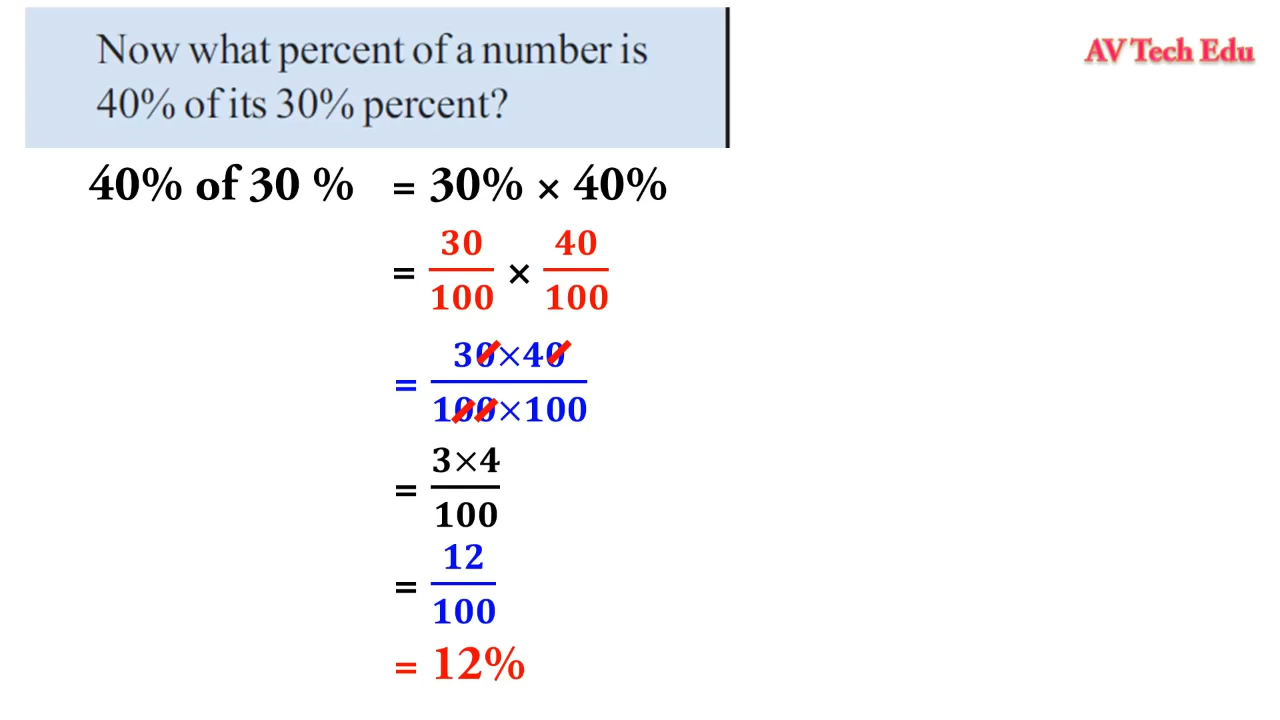 Now what percent of a number is
AV Tech Edu
40% of its 30% percent?
40% of 30 % = 30% × 40%
= 30/100 × 40/100
= 30×40/100×100
= 3×4/100
= 12/100
= 12%